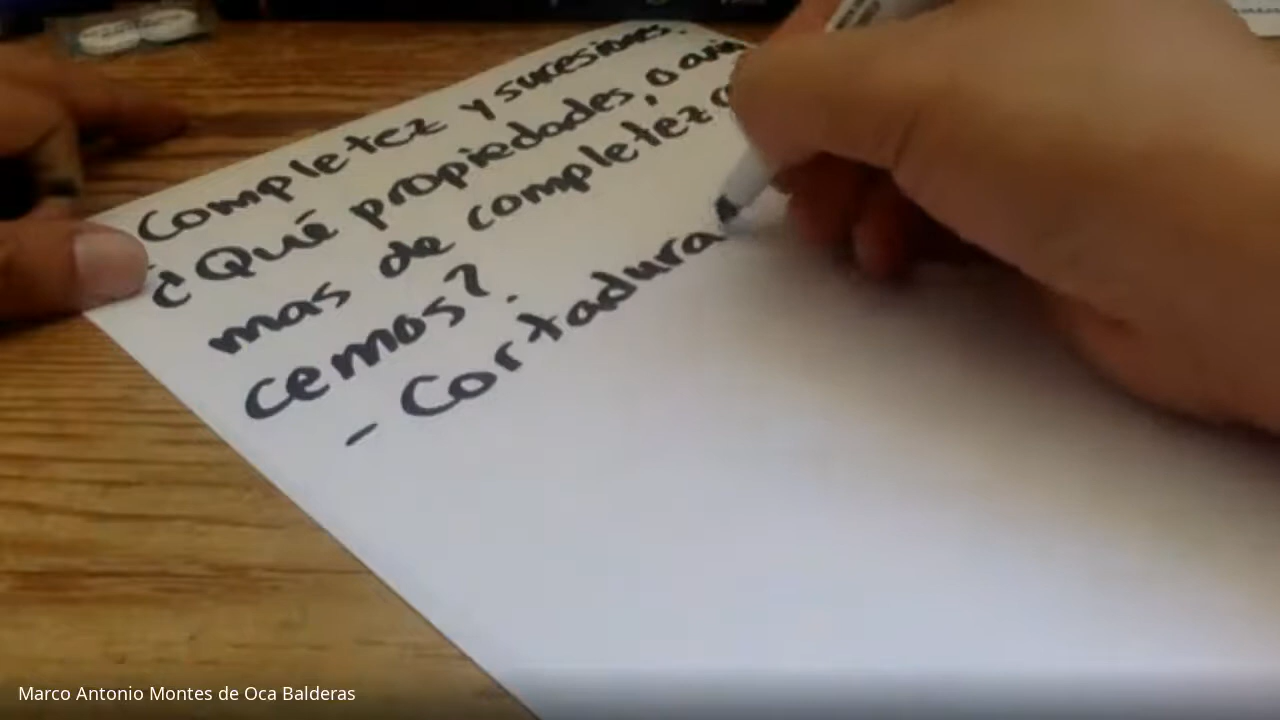 Completez y sucesiones.
¿Qué propiedades, o
mas de completez
cemos?
- Cortadura
Marco Antonio Montes de Oca Balderas